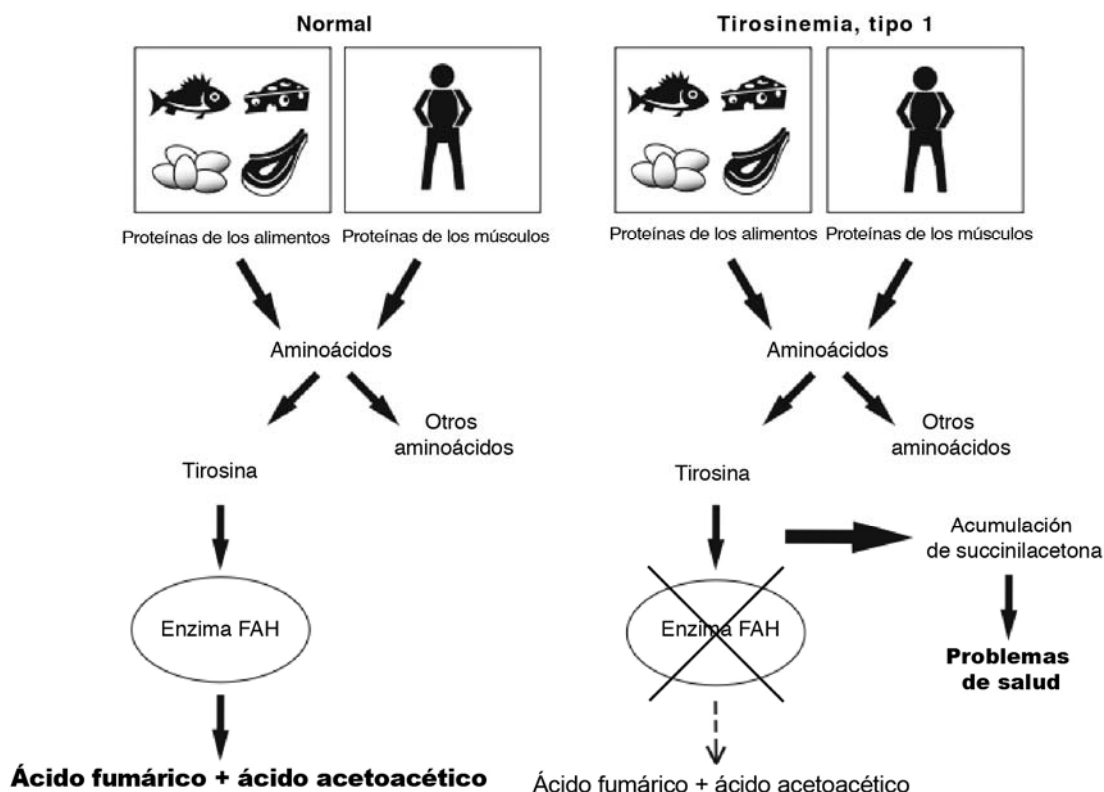 Normal
Tirosinemia, tipo 1
Proteínas de los alimentos
Proteínas de los músculos
Proteínas de los alimentos
Proteínas de los músculos
Aminoácidos
Aminoácidos
Otros
aminoácidos
Otros
aminoácidos
Tirosina
Tirosina
Acumulación
de succinilacetona
Enzima FAH
Enzima FAH
Problemas
de salud
Ácido fumárico + ácido acetoacético
Ácido fumárico + ácido acetoacético